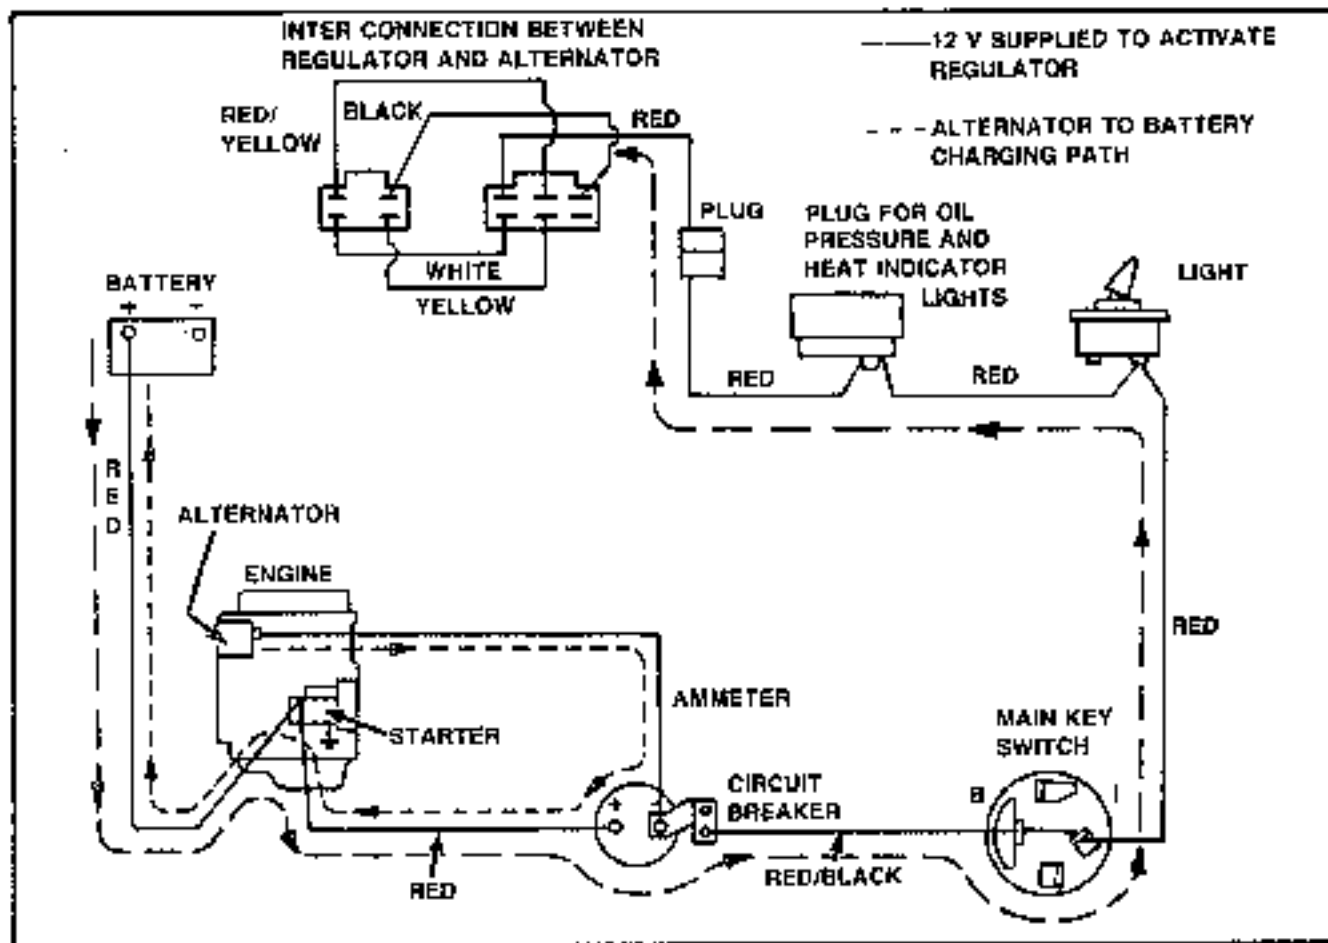 INTER CONNECTION BETWEEN
REGULATOR AND ALTERNATOR
12 V SUPPLIED TO ACTIVATE
REGULATOR
ALTERNATOR TO BATTERY
CHARGING PATH
RED/
YELLOW
BLACK
RED
WHITE
YELLOW
PLUG
PLUG FOR OIL
PRESSURE AND
HEAT INDICATOR
LIGHTS
LIGHT
BATTERY
+ -
RED
RED
RED
ALTERNATOR
ENGINE
RED
AMMETER
STARTER
MAIN KEY
SWITCH
CIRCUIT
BREAKER
B
I
+ -
RED
RED/BLACK